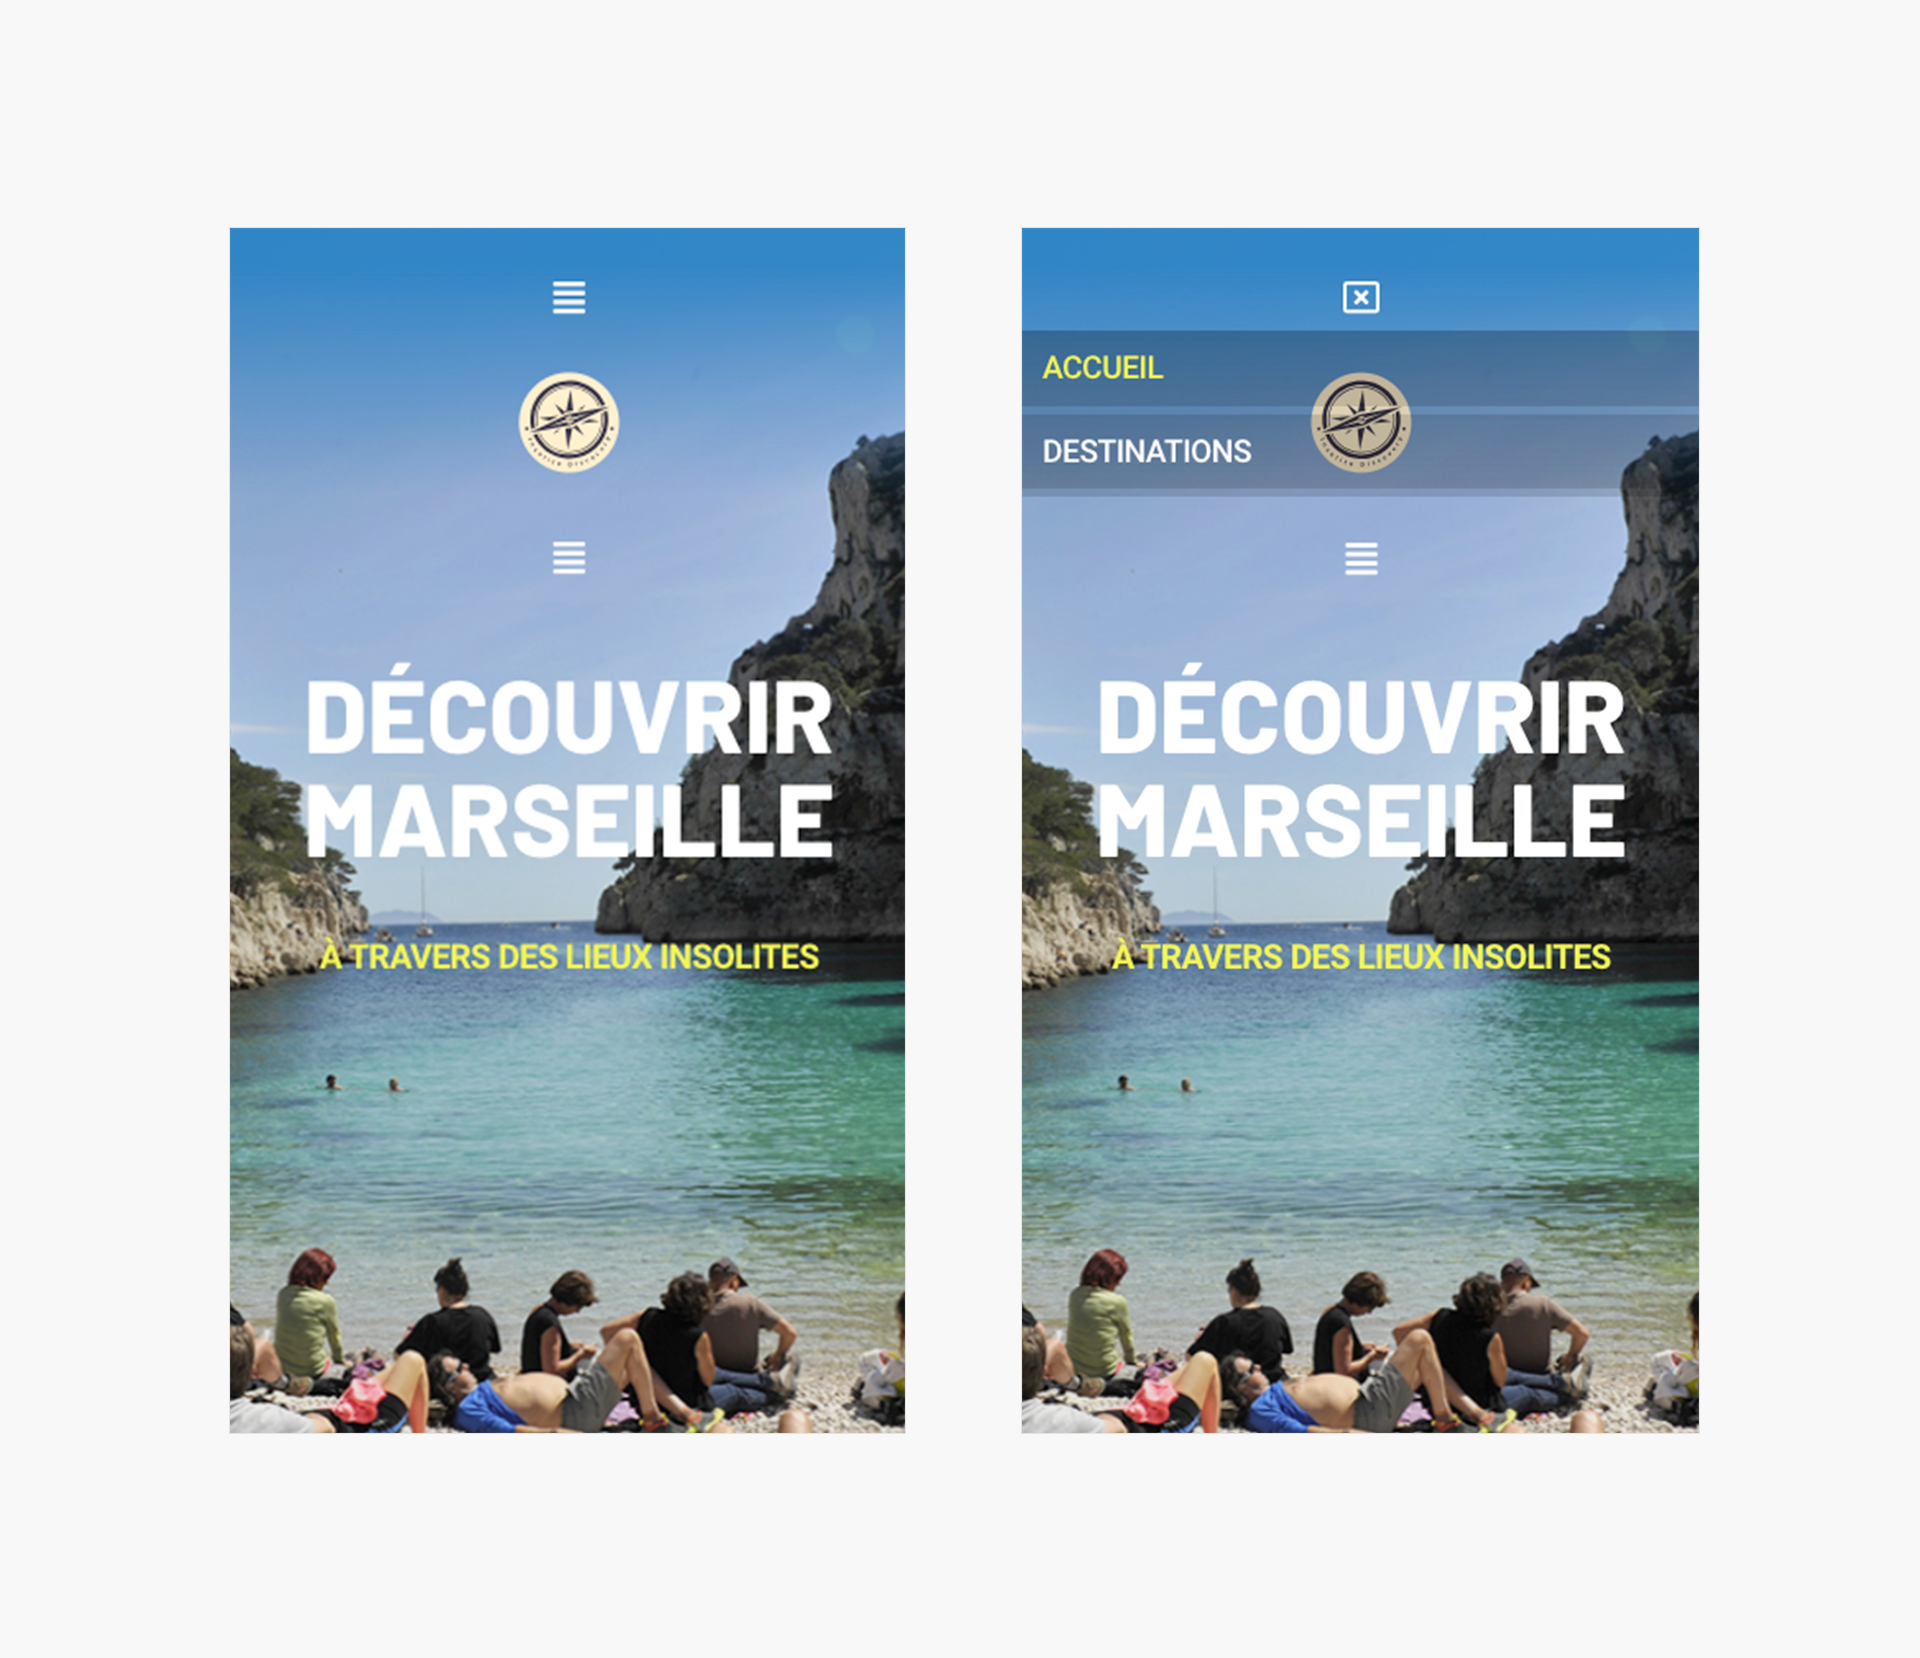 DÉCOUVRIR
MARSEILLE
À TRAVERS DES LIEUX INSOLITES
ACCUEIL
DESTINATIONS
DÉCOUVRIR
MARSEILLE
À TRAVERS DES LIEUX INSOLITES